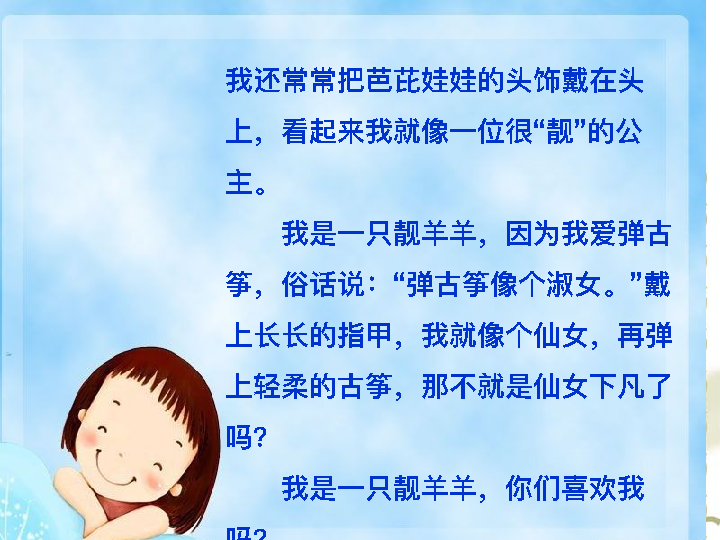 我还常常把芭芘娃娃的头饰戴在头
上，看起来我就像一位很“靓”的公
主。
我是一只靓羊羊，因为我爱弹古
筝，俗话说：“弹古筝像个淑女。”戴
上长长的指甲，我就像个仙女，再弹
上轻柔的古筝，那不就是仙女下凡了
吗？
我是一只靓羊羊，你们喜欢我
吗？